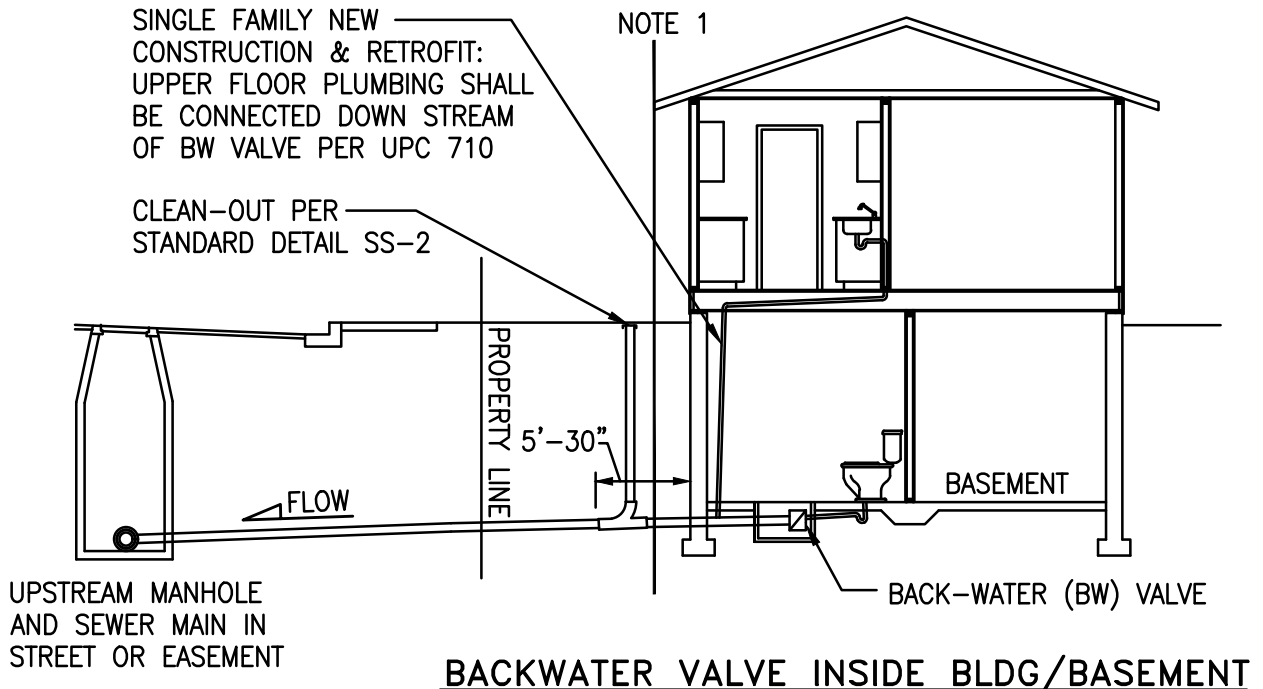 SINGLE FAMILY NEW
CONSTRUCTION & RETROFIT:
UPPER FLOOR PLUMBING SHALL
BE CONNECTED DOWN STREAM
OF BW VALVE PER UPC 710
NOTE 1
CLEAN-OUT PER
STANDARD DETAIL SS-2
PROPERTY LINE
5'-30"
FLOW
BASEMENT
BACK-WATER (BW) VALVE
UPSTREAM MANHOLE
AND SEWER MAIN IN
STREET OR EASEMENT
BACKWATER VALVE INSIDE BLDG/BASEMENT